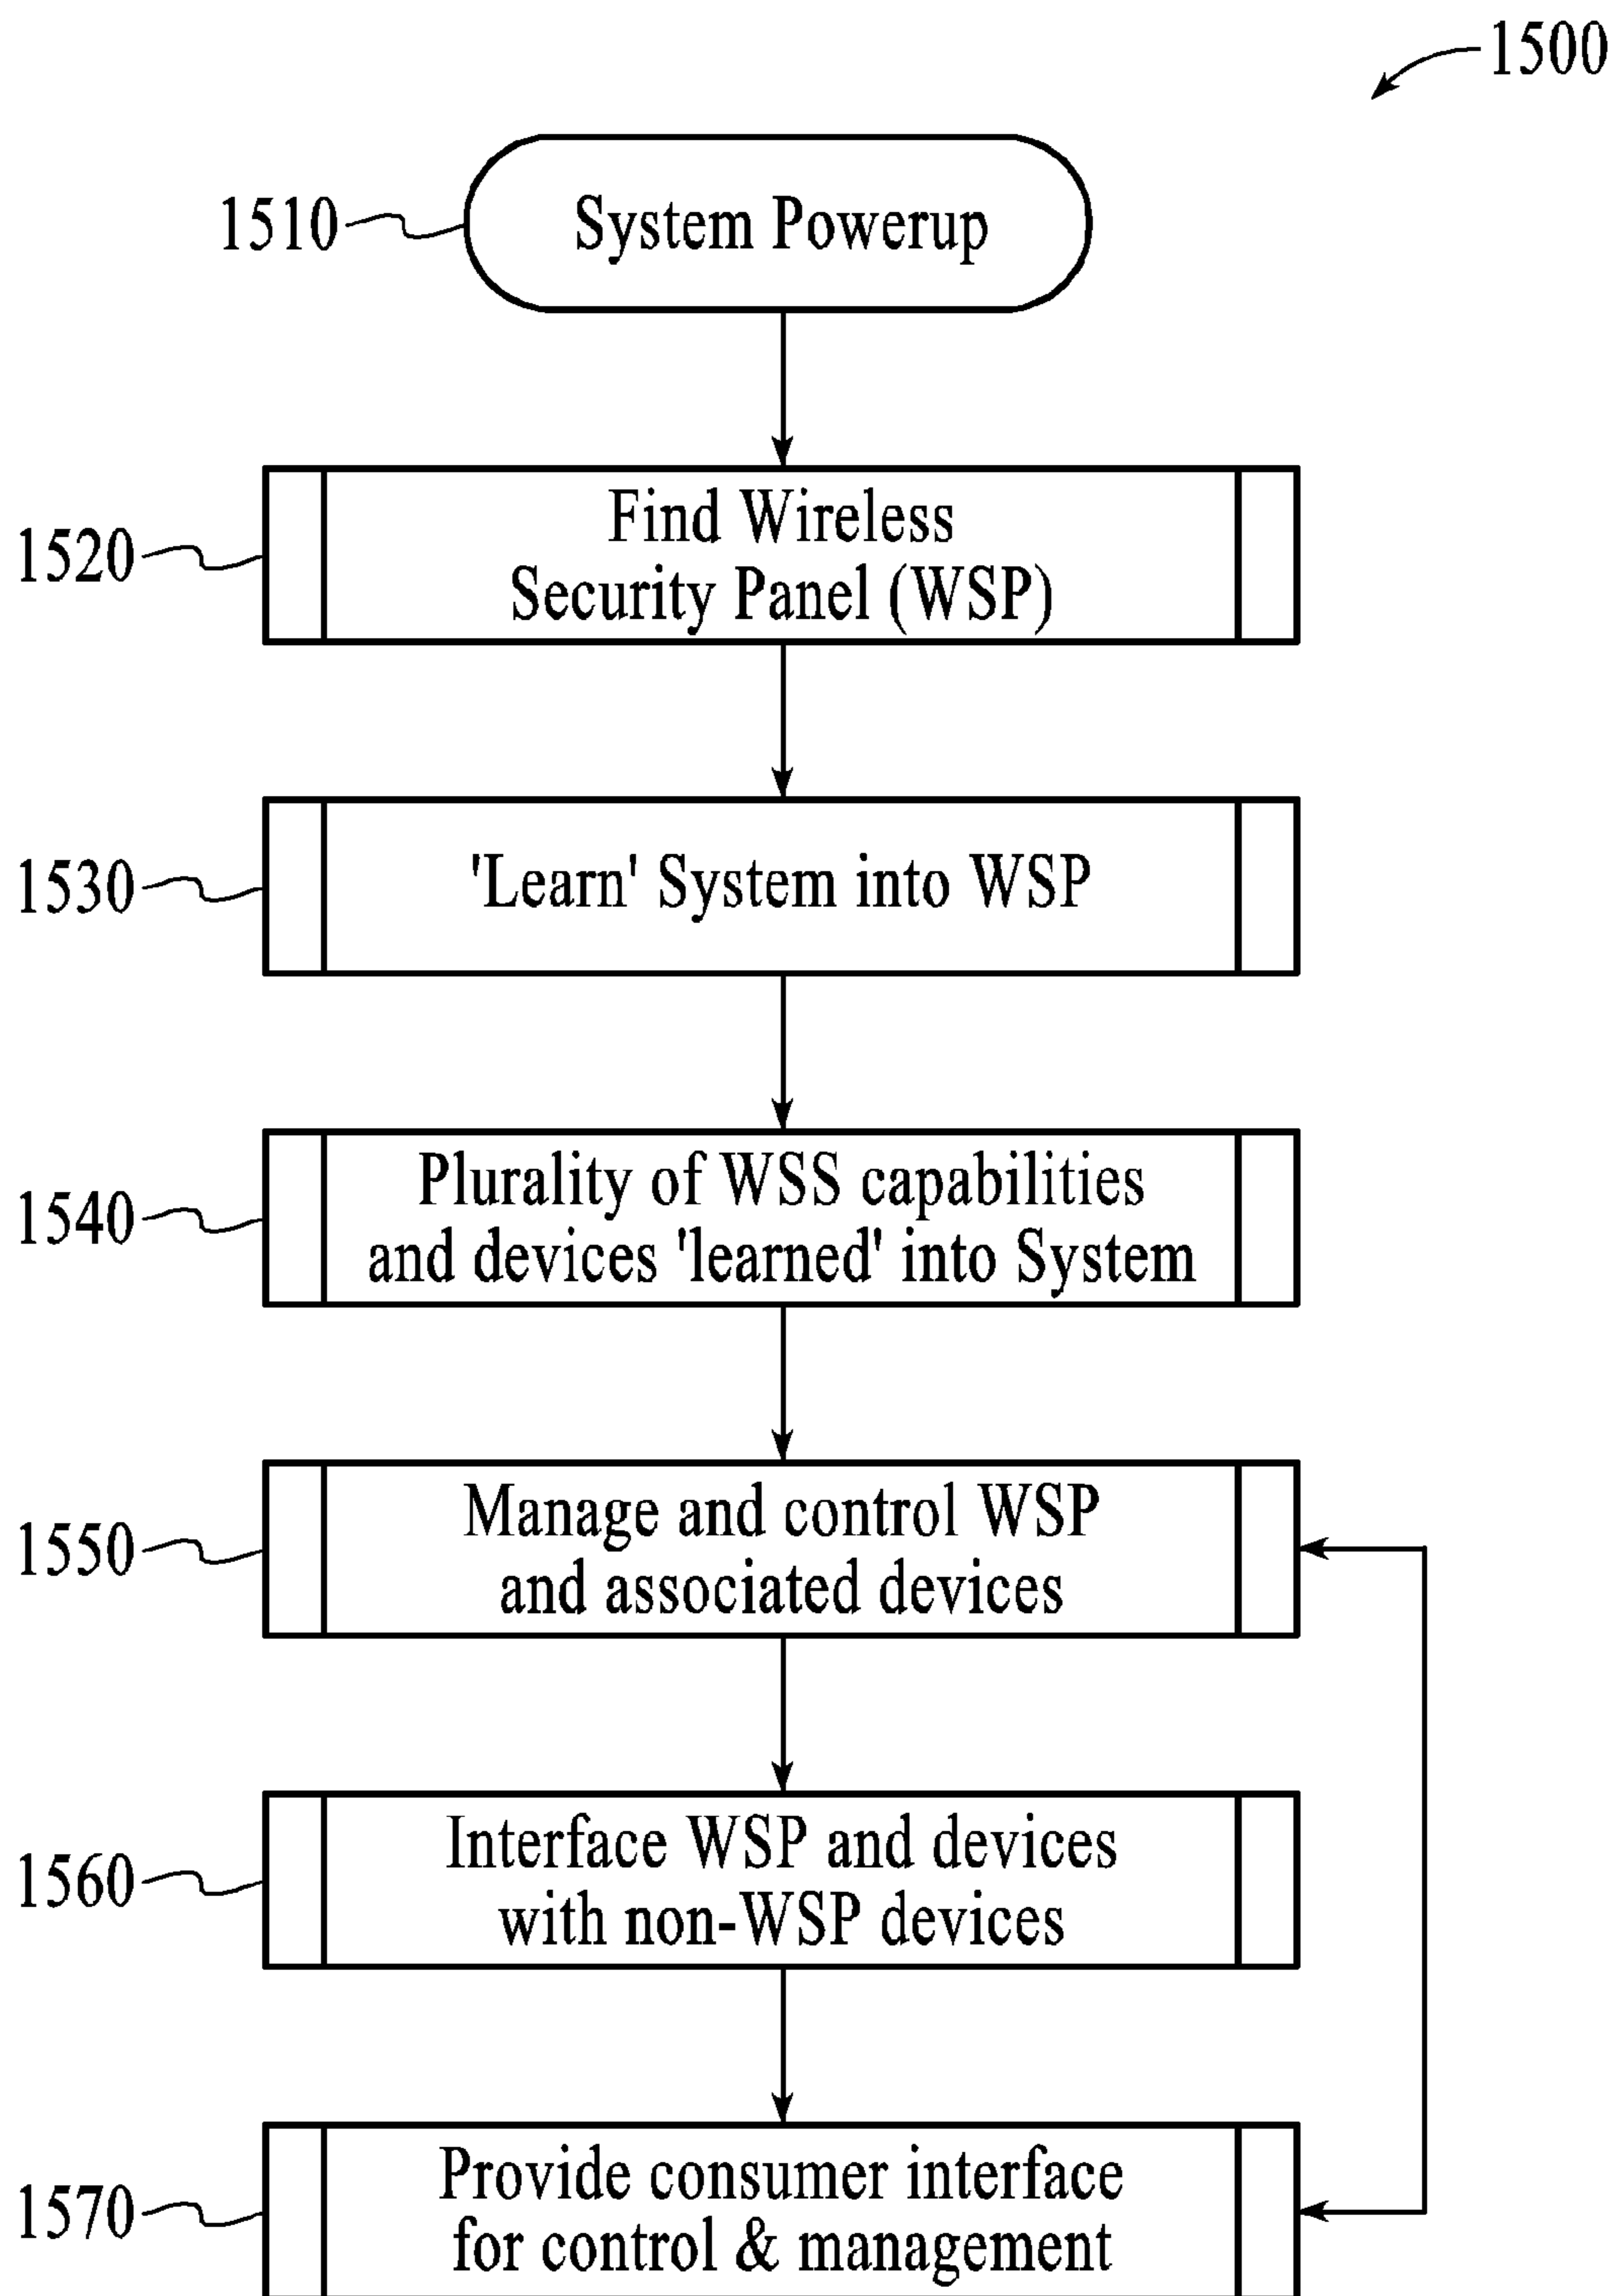 1500
1510
System Powerup
1520
Find Wireless
Security Panel (WSP)
1530
'Learn' System into WSP
1540
Plurality of WSS capabilities
and devices 'learned' into System
1550
Manage and control WSP
and associated devices
1560
Interface WSP and devices
with non-WSP devices
1570
Provide consumer interface
for control & management